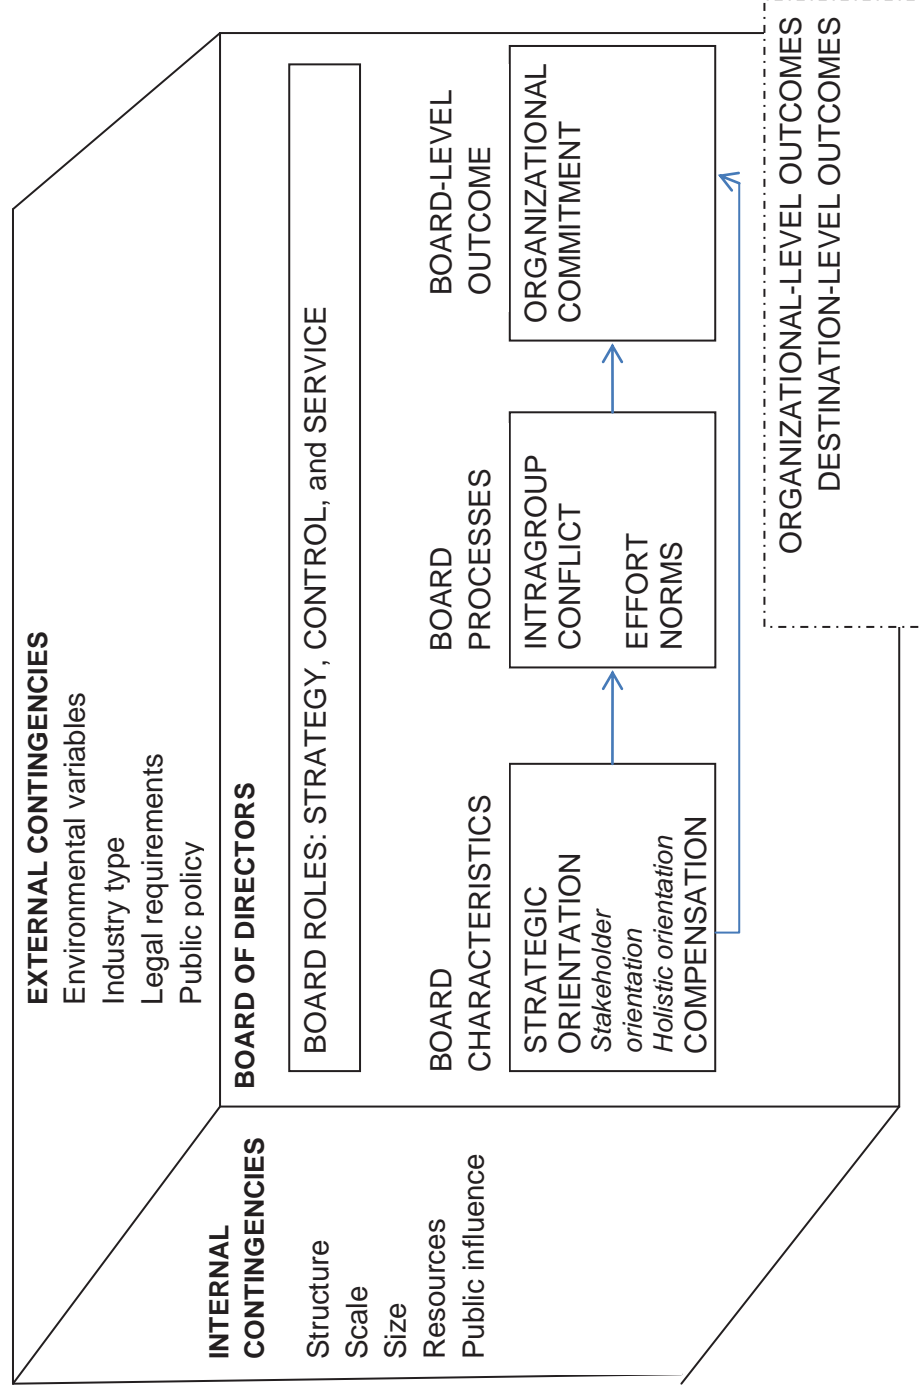 EXTERNAL CONTINGENCIES
Environmental variables
Industry type
Legal requirements
Public policy
INTERNAL
CONTINGENCIES
Structure
Scale
Size
Resources
Public influence
BOARD OF DIRECTORS
BOARD ROLES: STRATEGY, CONTROL, and SERVICE
BOARD
CHARACTERISTICS
STRATEGIC
ORIENTATION
Stakeholder
orientation
Holistic orientation
COMPENSATION
BOARD
PROCESSES
INTRAGROUP
CONFLICT
EFFORT
NORMS
BOARD-LEVEL
OUTCOME
ORGANIZATIONAL
COMMITMENT
ORGANIZATIONAL-LEVEL OUTCOMES
DESTINATION-LEVEL OUTCOMES